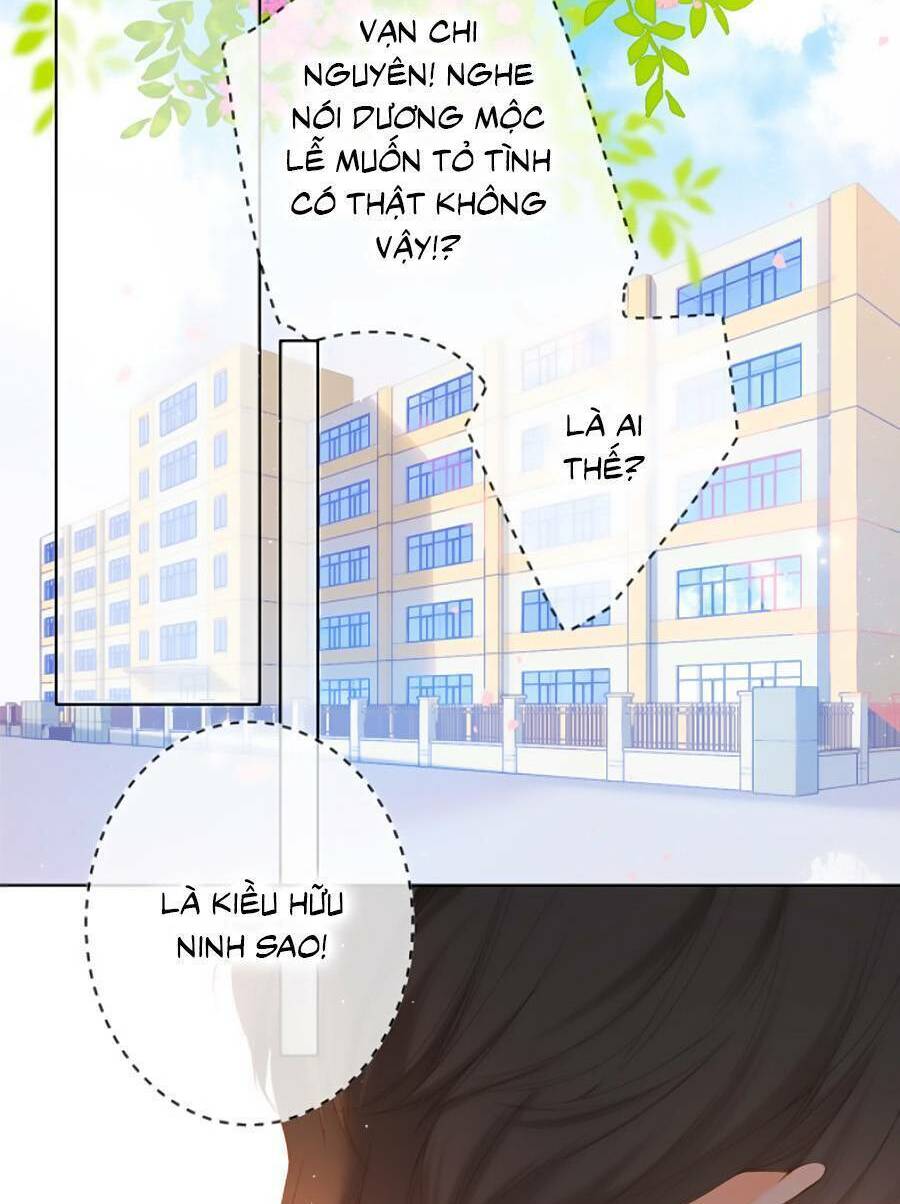 VẠN CHI
NGUYÊN! NGHE
NÓI DƯƠNG MỘC
LỄ MUỐN TỎ TÌNH
CÓ THẬT KHÔNG
VẬY!?
LÀ AI
THẾ?
LÀ KIỀU HỮU
NINH SAO!